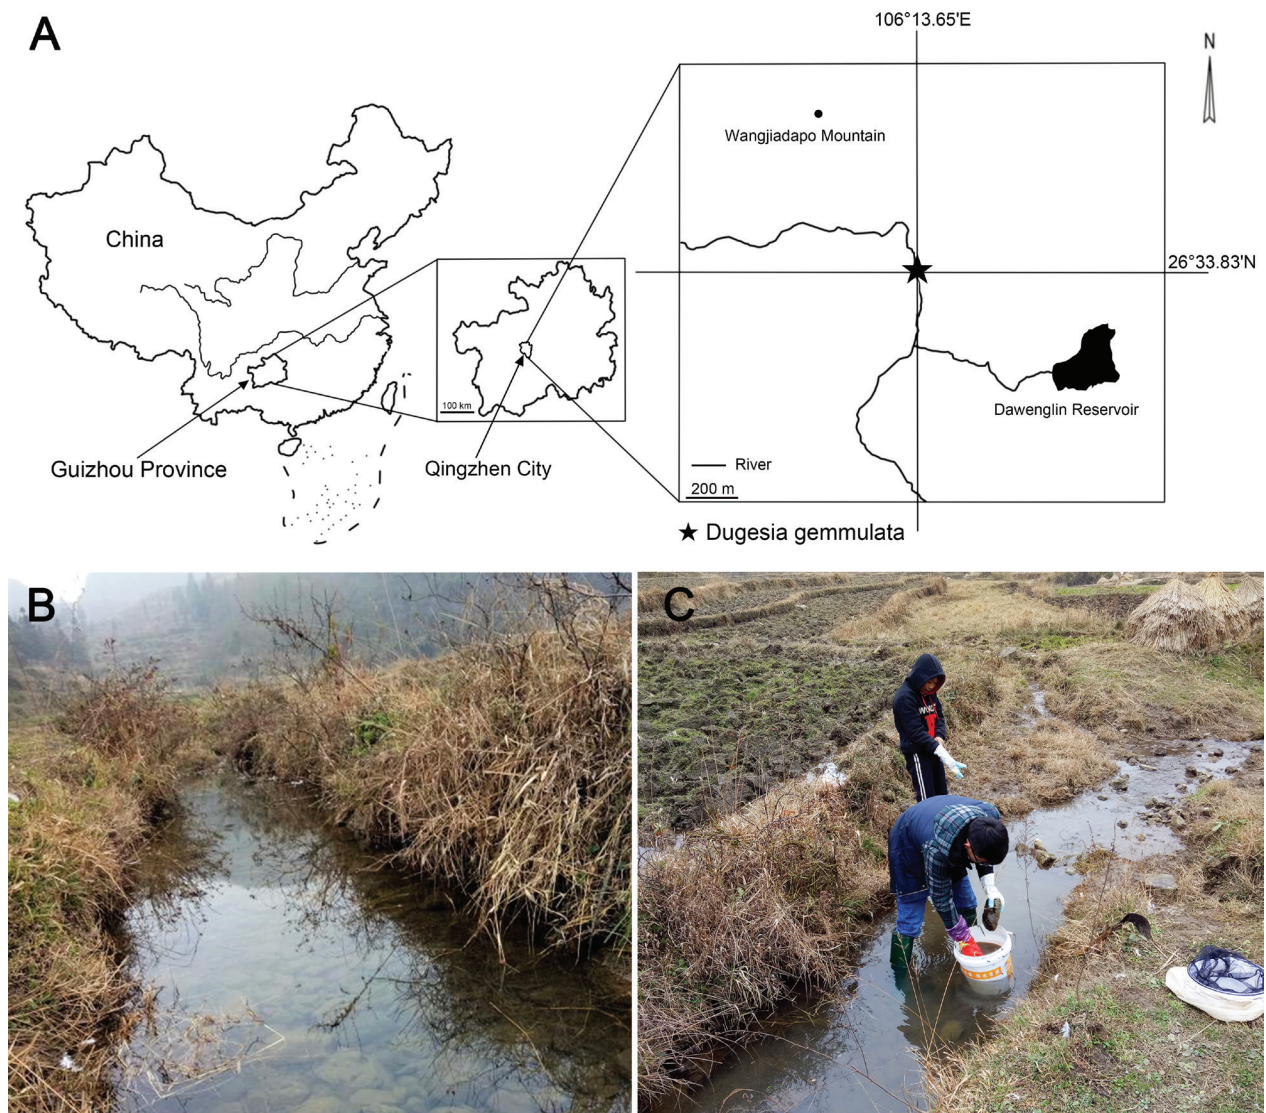 A
106°13.65'E
N
Wangjiadapo Mountain
China
26°33.83'N
Dawenglin Reservoir
100 km
Guizhou Province
Qingzhen City
River
200 m
Dugesia gemmulata
B
C